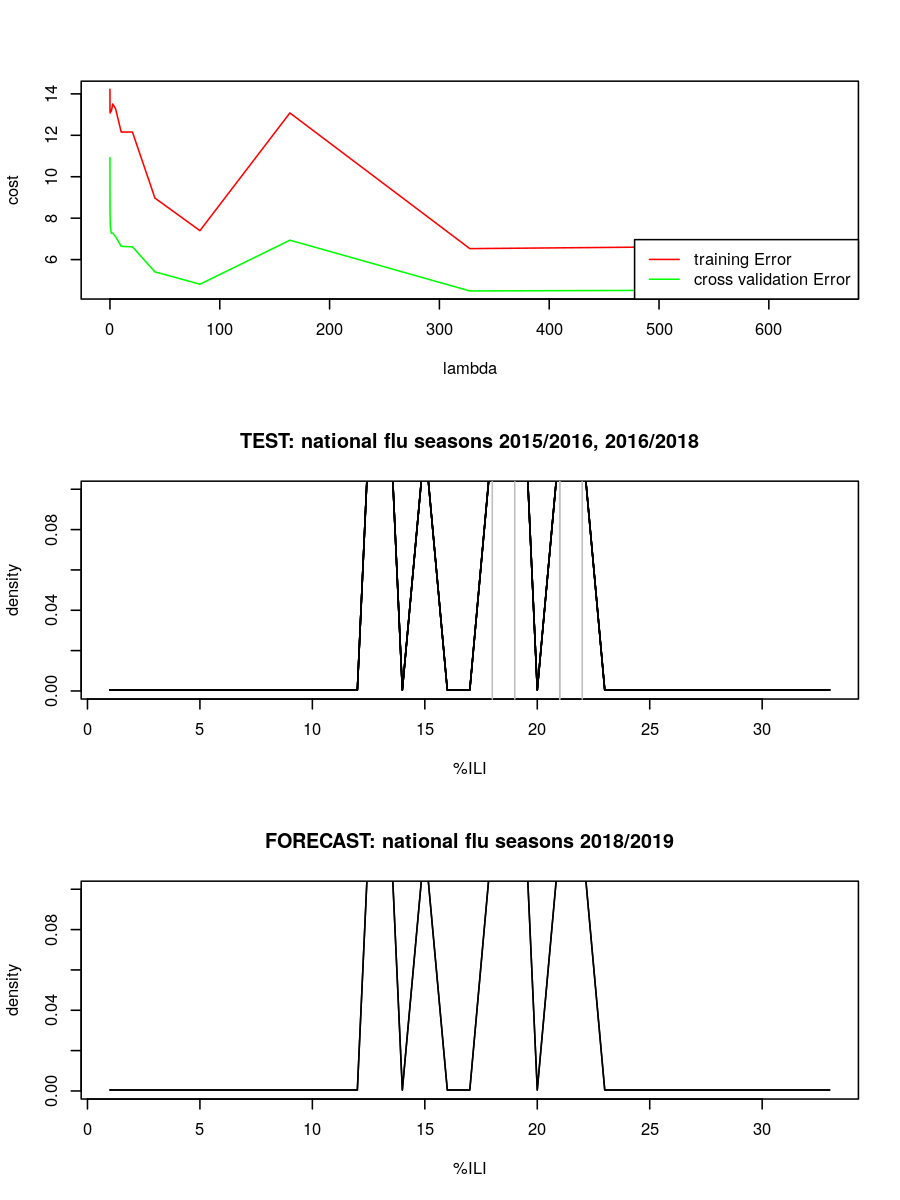 14
12
10
8
6
cost
training Error
cross validation Error
0 100 200 300 400 500 600
lambda
TEST: national flu seasons 2015/2016, 2016/2018
0.08
0.04
0.00
density
0 5 10 15 20 25 30
%ILI
FORECAST: national flu seasons 2018/2019
0.08
0.04
0.00
density
0 5 10 15 20 25 30
%ILI